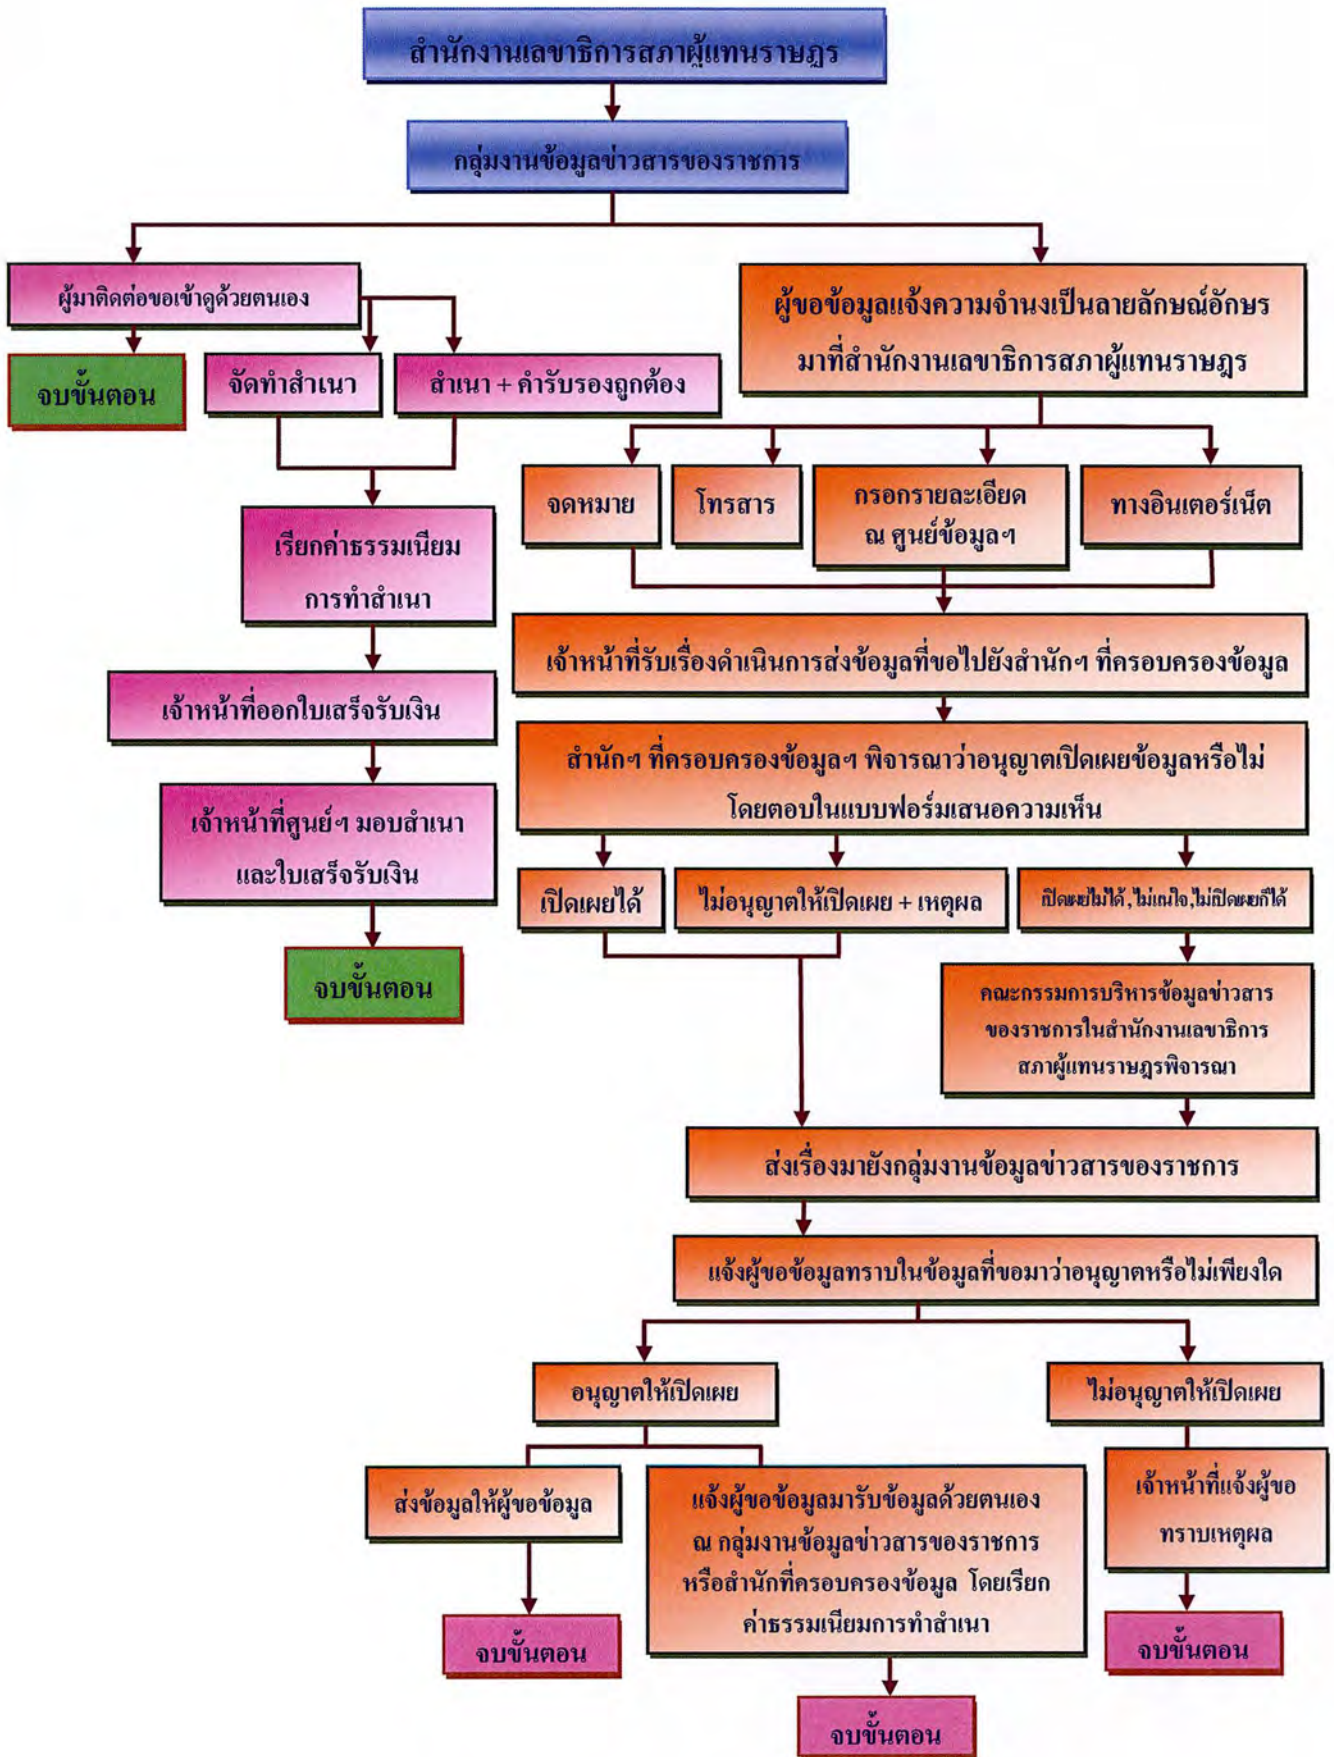 สำนักงานเลขาธิการสภาผู้แทนราษฎร
กลุ่มงานข้อมูลข่าวสารของราชการ
ผู้มาติดต่อขอเข้าดูด้วยตนเอง
จบขั้นตอน
จัดทำสำเนา
สำเนา + คำรับรองถูกต้อง
เรียกค่าธรรมเนียม
การทำสำเนา
เจ้าหน้าที่ออกใบเสร็จรับเงิน
เจ้าหน้าที่ศูนย์ฯ มอบสำเนา
และใบเสร็จรับเงิน
จบขั้นตอน
ผู้ขอข้อมูลแจ้งความจำนงเป็นลายลักษณ์อักษร
มาที่สำนักงานเลขาธิการสภาผู้แทนราษฎร
จดหมาย
โทรสาร
กรอกรายละเอียด
ณ ศูนย์ข้อมูลฯ
ทางอินเตอร์เน็ต
เจ้าหน้าที่รับเรื่องดำเนินการส่งข้อมูลที่ขอไปยังสำนักฯ ที่ครอบครองข้อมูล
สำนักฯ ที่ครอบครองข้อมูลฯ พิจารณาว่าอนุญาตเปิดเผยข้อมูลหรือไม่
โดยตอบในแบบฟอร์มเสนอความเห็น
เปิดเผยได้
ไม่อนุญาตให้เปิดเผย + เหตุผล
เปิดเผยไม่ได้ ,ไม่แน่ใจ,ไม่เปิดเผยก็ได้
คณะกรรมการบริหารข้อมูลข่าวสาร
ของราชการในสำนักงานเลขาธิการ
สภาผู้แทนราษฎรพิจารณา
ส่งเรื่องมายังกลุ่มงานข้อมูลข่าวสารของราชการ
แจ้งผู้ขอข้อมูลทราบในข้อมูลที่ขอมาว่าอนุญาตหรือไม่เพียงใด
อนุญาตให้เปิดเผย
ไม่อนุญาตให้เปิดเผย
ส่งข้อมูลให้ผู้ขอข้อมูล
จบขั้นตอน
แจ้งผู้ขอข้อมูลมารับข้อมูลด้วยตนเอง
ณ กลุ่มงานข้อมูลข่าวสารของราชการ
หรือสำนักที่ครอบครองข้อมูล โดยเรียก
ค่าธรรมเนียมการทำสำเนา
จบขั้นตอน
เจ้าหน้าที่แจ้งผู้ขอ
ทราบเหตุผล
จบขั้นตอน